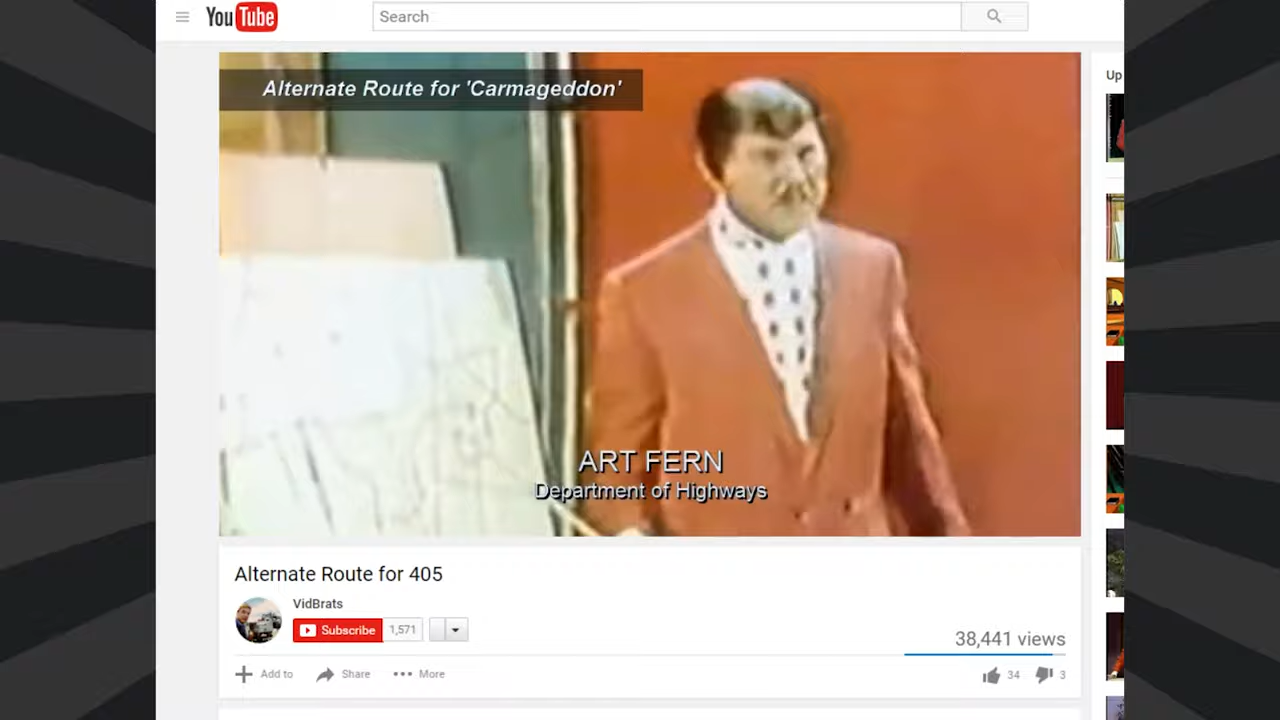 YouTube
Search
Up
Alternate Route for 'Carmageddon'
ART FERN
Department of Highways
Alternate Route for 405
VidBrats
Subscribe 1,571
38,441 views
Add to Share More 34 3